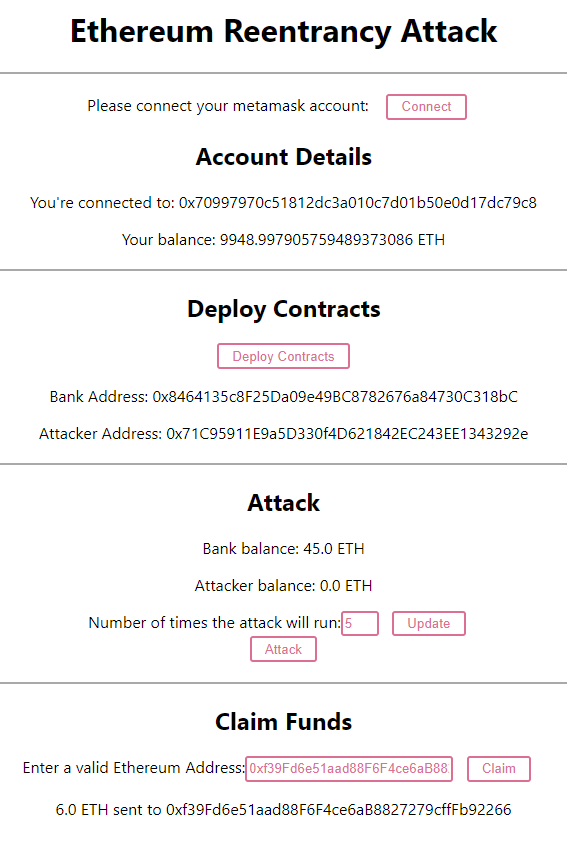 Ethereum Reentrancy Attack
Please connect your metamask account: Connect
Account Details
You're connected to: 0x70997970c51812dc3a010c7d01b50e0d17dc79c8
Your balance: 9948.997905759489373086 ETH
Deploy Contracts
Deploy Contracts
Bank Address: 0x8464135c8F25Da09e49BC8782676a84730C318bC
Attacker Address: 0x71C95911E9a5D330f4D621842EC243EE1343292e
Attack
Bank balance: 45.0 ETH
Attacker balance: 0.0 ETH
Number of times the attack will run: 5 Update
Attack
Claim Funds
Enter a valid Ethereum Address: 0xf39Fd6e51aad88F6F4ce6aB88 Claim
6.0 ETH sent to 0xf39Fd6e51aad88F6F4ce6aB8827279cffFb92266